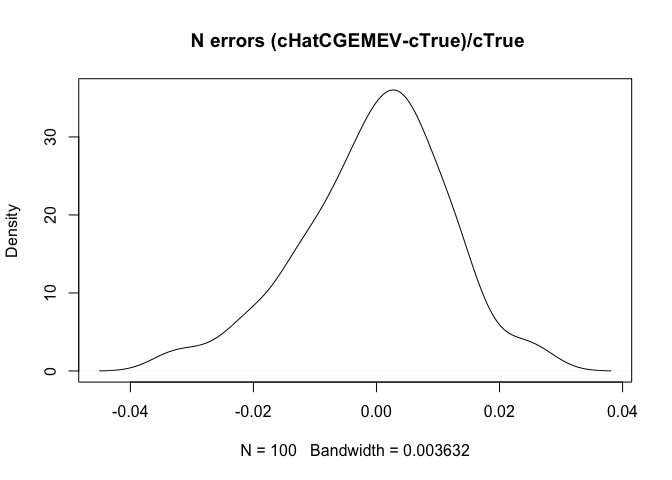 N errors (cHatCGEMEV-cTrue)/cTrue
Density
30
20
10
0
-0.04 -0.02 0.00 0.02 0.04
N = 100 Bandwidth = 0.003632